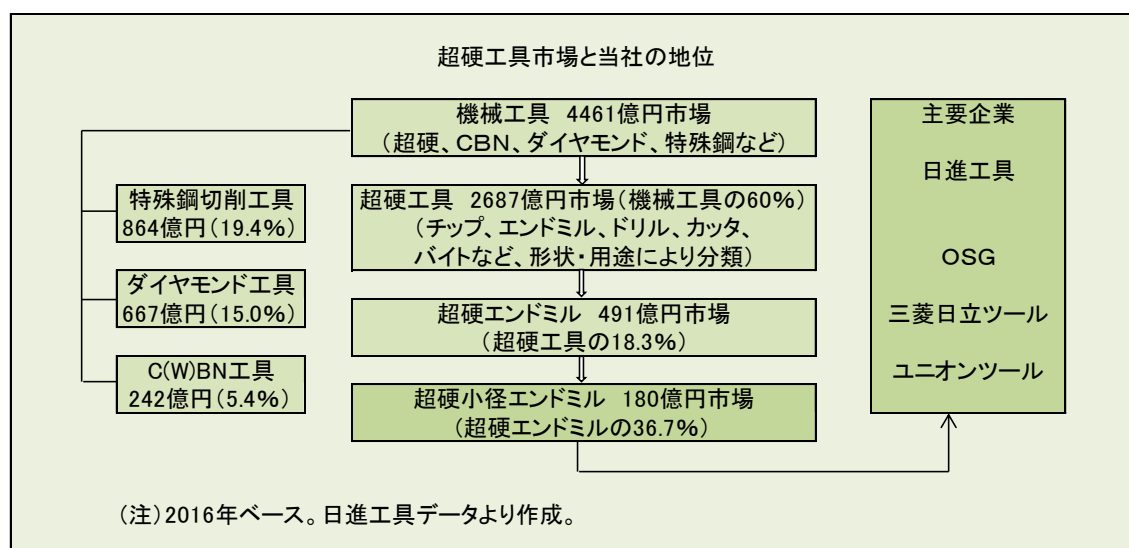 超硬工具市場と当社の地位
機械工具 4461億円市場
（超硬、CBN、ダイヤモンド、特殊鋼など）
特殊鋼切削工具
864億円（19.4%）
ダイヤモンド工具
667億円（15.0%）
C(W)BN工具
242億円（5.4%）
超硬工具 2687億円市場（機械工具の60%）
（チップ、エンドミル、ドリル、カッタ、
バイトなど、形状・用途により分類）
超硬エンドミル 491億円市場
（超硬工具の18.3%）
超硬小径エンドミル 180億円市場
（超硬エンドミルの36.7%）
主要企業
日進工具
OSG
三菱日立ツール
ユニオンツール
（注）2016年ベース。日進工具データより作成。